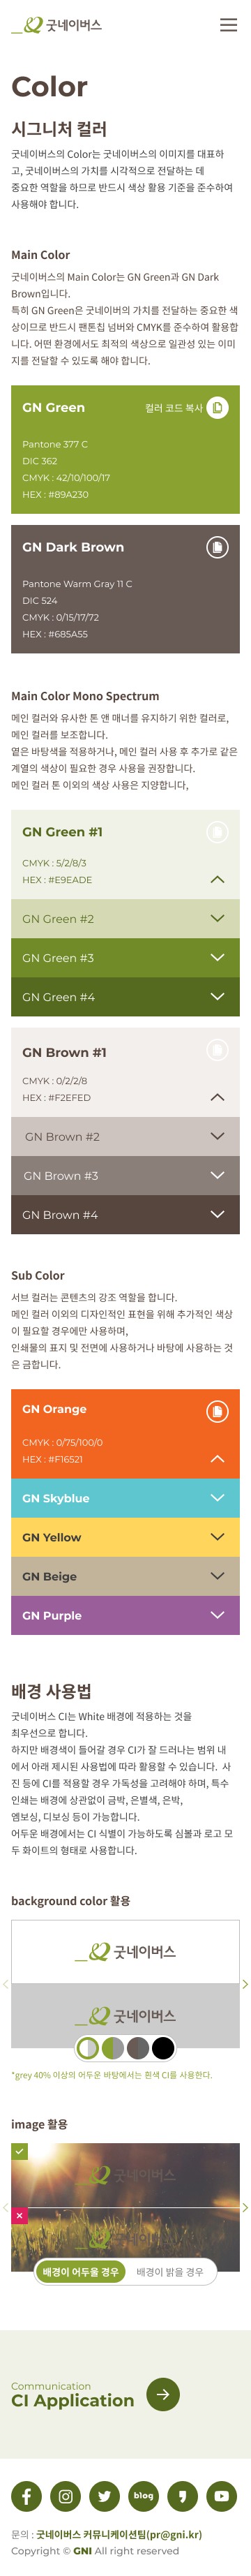 굿네이버스
Color
시그니처 컬러
굿네이버스의 Color는 굿네이버스의 이미지를 대표하
고, 굿네이버스의 가치를 시각적으로 전달하는 데
중요한 역할을 하므로 반드시 색상 활용 기준을 준수하여
사용해야 합니다.
Main Color
굿네이버스의 Main Color는 GN Green과 GN Dark
Brown입니다.
특히 GN Green은 굿네이버의 가치를 전달하는 중요한 색
상이므로 반드시 팬톤칩 넘버와 CMYK를 준수하여 활용합니
다. 어떤 환경에서도 최적의 색상으로 일관성 있는 이미
지를 전달할 수 있도록 해야 합니다.
GN Green
컬러 코드 복사
Pantone 377 C
DIC 362
CMYK : 42/10/100/17
HEX : #89A230
GN Dark Brown
Pantone Warm Gray 11 C
DIC 524
CMYK : 0/15/17/72
HEX : #685A55
Main Color Mono Spectrum
메인 컬러와 유사한 톤 앤 매너를 유지하기 위한 컬러로,
메인 컬러를 보조합니다.
옅은 바탕색을 적용하거나, 메인 컬러 사용 후 추가로 같은
계열의 색상이 필요한 경우 사용을 권장합니다.
메인 컬러 톤 이외의 색상 사용은 지양합니다,
GN Green #1
CMYK : 5/2/8/3
HEX : #E9EADE
GN Green #2
GN Green #3
GN Green #4
GN Brown #1
CMYK : 0/2/2/8
HEX : #F2EFED
GN Brown #2
GN Brown #3
GN Brown #4
Sub Color
서브 컬러는 콘텐츠의 강조 역할을 합니다.
메인 컬러 이외의 디자인적인 표현을 위해 추가적인 색상
이 필요할 경우에만 사용하며,
인쇄물의 표지 및 전면에 사용하거나 바탕에 사용하는 것
은 금합니다.
GN Orange
CMYK : 0/75/100/0
HEX : #F16521
GN Skyblue
GN Yellow
GN Beige
GN Purple
배경 사용법
굿네이버스 CI는 White 배경에 적용하는 것을
최우선으로 합니다.
하지만 배경색이 들어갈 경우 CI가 잘 드러나는 범위 내
에서 아래 제시된 사용법에 따라 활용할 수 있습니다. 사
진 등에 CI를 적용할 경우 가독성을 고려해야 하며, 특수
인쇄는 배경에 상관없이 금박, 은별색, 은박,
엠보싱, 디보싱 등이 가능합니다.
어두운 배경에서는 CI 식별이 가능하도록 심볼과 로고 모
두 화이트의 형태로 사용합니다.
background color 활용
굿네이버스
굿네이버스
*grey 40% 이상의 어두운 바탕에서는 흰색 CI를 사용한다.
image 활용
굿네이버스
굿네이버스
배경이 어두울 경우
배경이 밝을 경우
Communication
CI Application
blog
문의 : 굿네이버스 커뮤니케이션팀(pr@gni.kr)
Copyright © GNI All right reserved